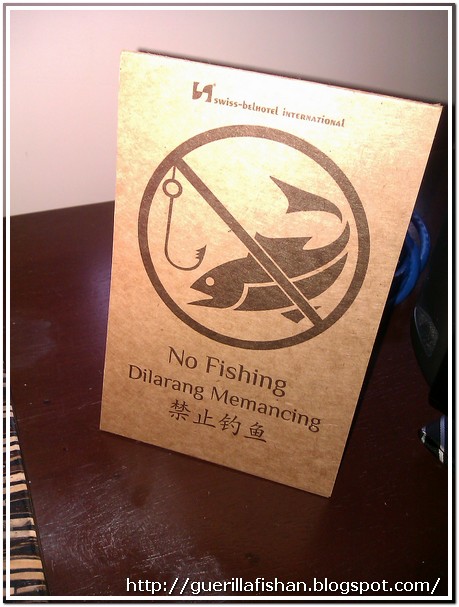 swiss-belhotel INTERNATIONAL
No Fishing
Dilarang Memancing
禁止钓鱼
http://guerillafishan.blogspot.com/